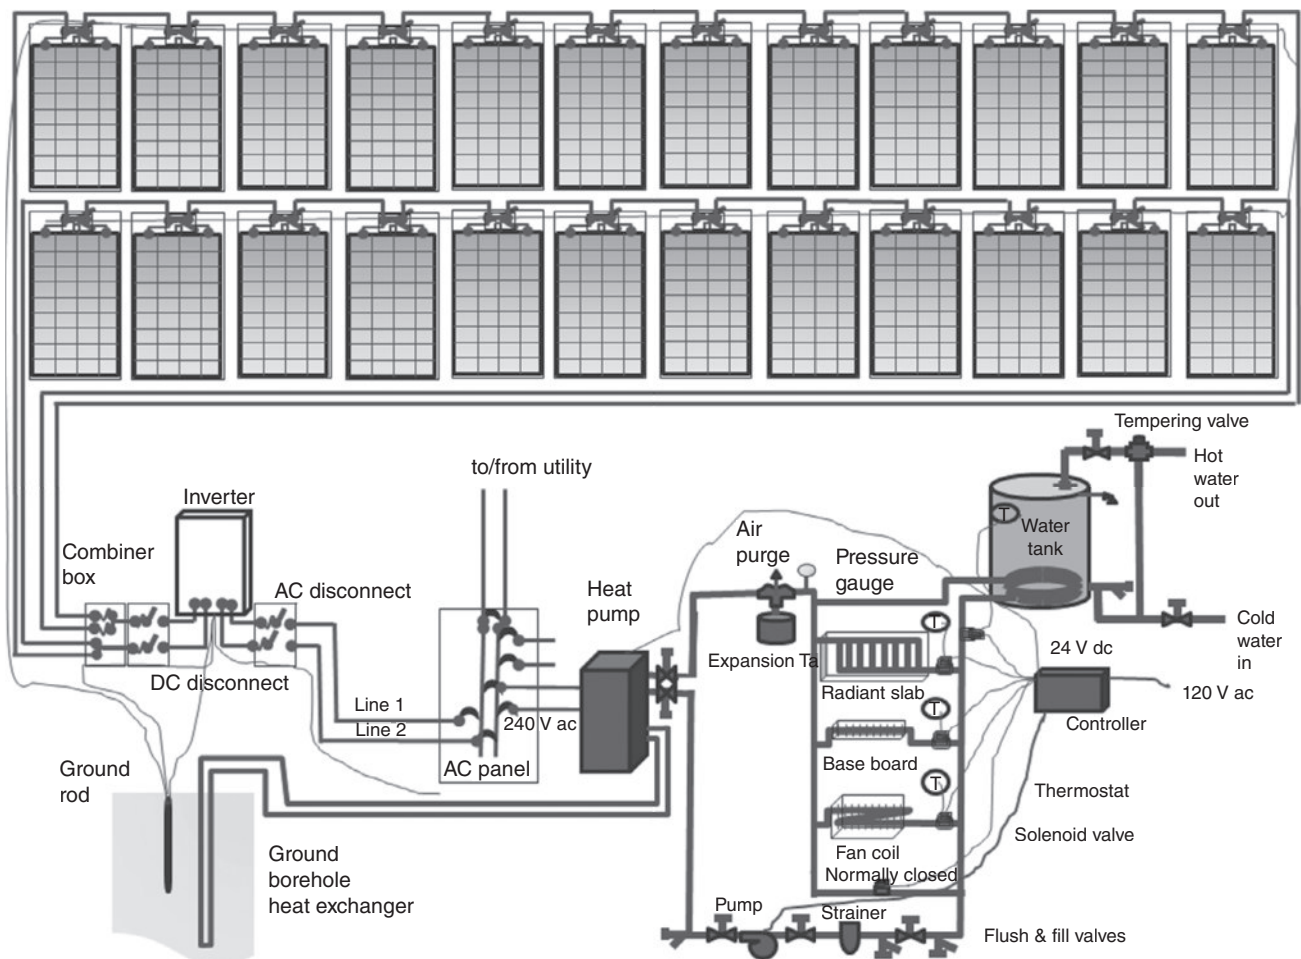 Tempering valve
Hot
water
out
to/from utility
Inverter
Combiner
box
AC disconnect
DC disconnect
Air
purge
Pressure
gauge
T
Water
tank
Heat
pump
Expansion Ta
T
Radiant slab
24 V dc
Cold
water
in
120 V ac
Controller
Line 1
Line 2
240 V ac
AC panel
T
Base board
Ground
rod
T
Thermostat
Solenoid valve
Fan coil
Normally closed
Ground
borehole
heat exchanger
Pump
Strainer
Flush & fill valves